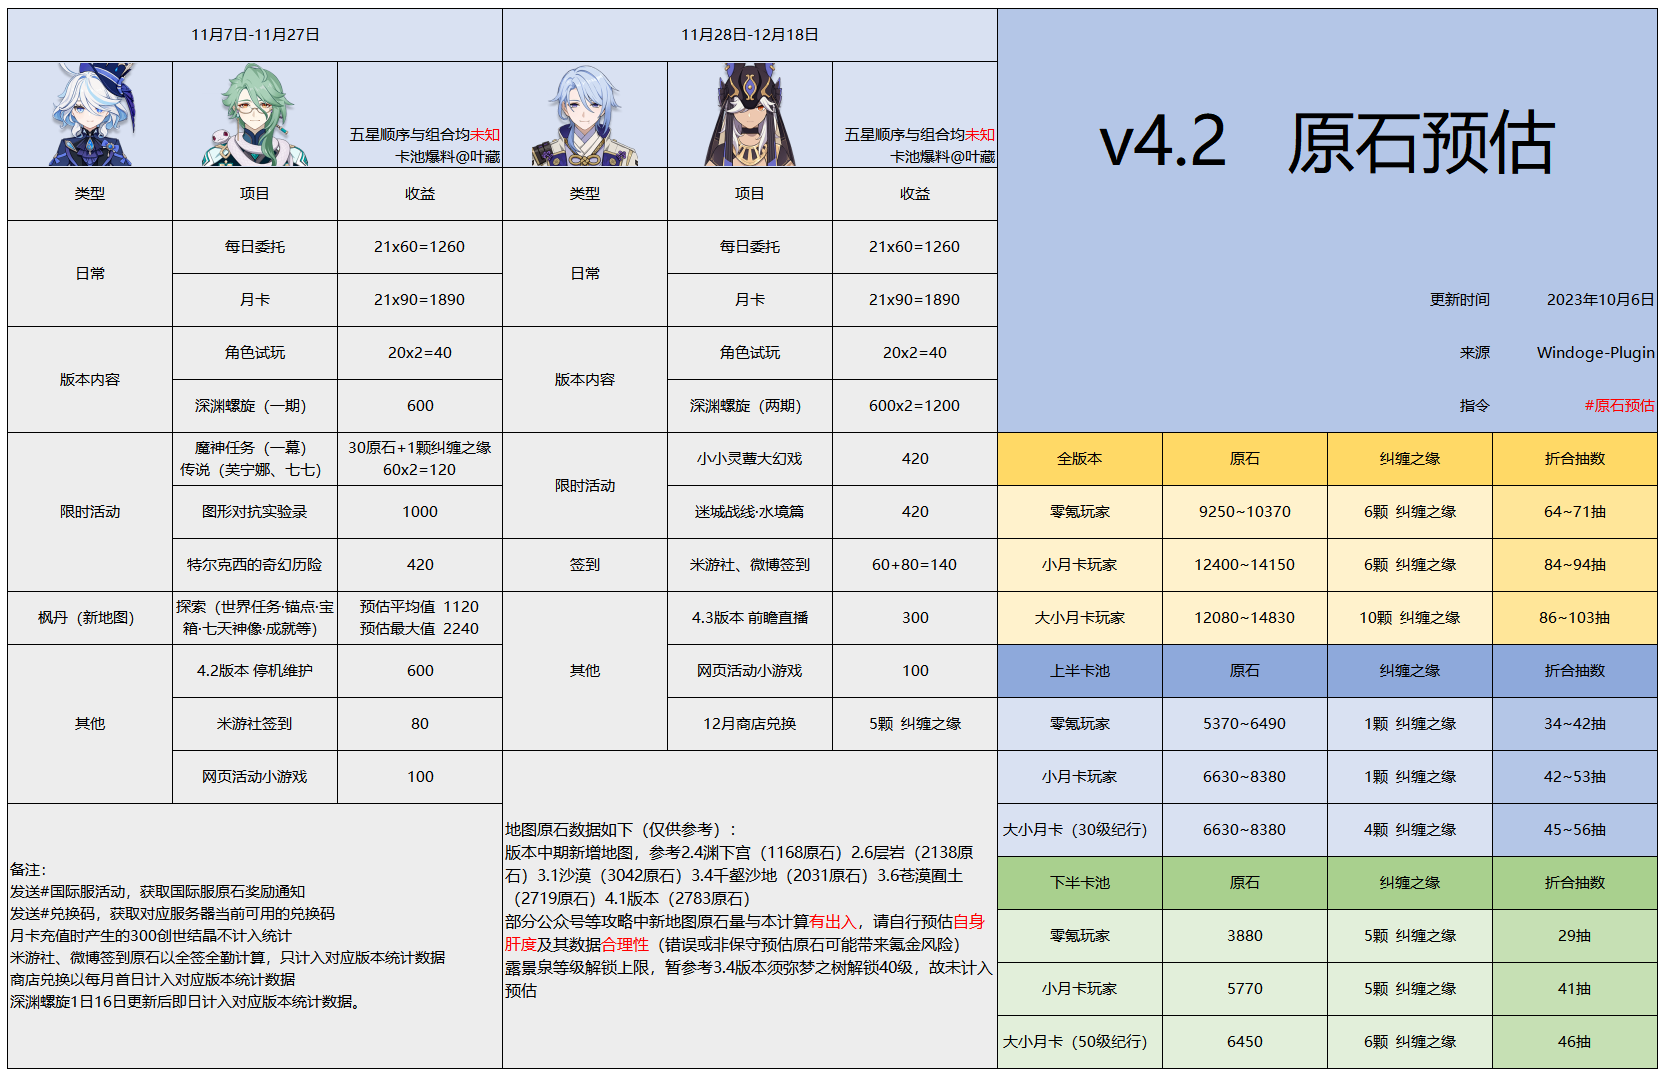 11月7日-11月27日
五星顺序与组合均未知
卡池爆料@叶藏
类型 项目 收益
日常
每日委托 21x60=1260
月卡 21x90=1890
版本内容
角色试玩 20x2=40
深渊螺旋（一期） 600
限时活动
魔神任务（一幕）
传说（芙宁娜、七七）
30原石+1颗纠缠之缘
60x2=120
图形对抗实验录 1000
特尔克西的奇幻历险 420
枫丹（新地图）
探索（世界任务·锚点·宝
箱·七天神像·成就等）
预估平均值 1120
预估最大值 2240
其他
4.2版本 停机维护 600
米游社签到 80
网页活动小游戏 100
备注：
发送#国际服活动，获取国际服原石奖励通知
发送#兑换码，获取对应服务器当前可用的兑换码
月卡充值时产生的300创世结晶不计入统计
米游社、微博签到原石以全签全勤计算，只计入对应版本统计数据
商店兑换以每月首日计入对应版本统计数据
深渊螺旋1日16日更新后即日计入对应版本统计数据。
11月28日-12月18日
五星顺序与组合均未知
卡池爆料@叶藏
类型 项目 收益
日常
每日委托 21x60=1260
月卡 21x90=1890
版本内容
角色试玩 20x2=40
深渊螺旋（两期） 600x2=1200
限时活动
小小灵蕈大幻戏 420
迷城战线·水境篇 420
签到 米游社、微博签到 60+80=140
其他
4.3版本 前瞻直播 300
网页活动小游戏 100
12月商店兑换 5颗 纠缠之缘
地图原石数据如下（仅供参考）：
版本中期新增地图，参考2.4渊下宫（1168原石）2.6层岩（2138原
石）3.1沙漠（3042原石）3.4千壑沙地（2031原石）3.6苍漠囿土
（2719原石）4.1版本（2783原石）
部分公众号等攻略中新地图原石量与本计算有出入，请自行预估自身
肝度及其数据合理性（错误或非保守预估原石可能带来氪金风险）
露景泉等级解锁上限，暂参考3.4版本须弥梦之树解锁40级，故未计入
预估
v4.2 原石预估
更新时间 2023年10月6日
来源 Windoge-Plugin
指令 #原石预估
全版本 原石 纠缠之缘 折合抽数
零氪玩家 9250~10370 6颗 纠缠之缘 64~71抽
小月卡玩家 12400~14150 6颗 纠缠之缘 84~94抽
大小月卡玩家 12080~14830 10颗 纠缠之缘 86~103抽
上半卡池 原石 纠缠之缘 折合抽数
零氪玩家 5370~6490 1颗 纠缠之缘 34~42抽
小月卡玩家 6630~8380 1颗 纠缠之缘 42~53抽
大小月卡（30级纪行） 6630~8380 4颗 纠缠之缘 45~56抽
下半卡池 原石 纠缠之缘 折合抽数
零氪玩家 3880 5颗 纠缠之缘 29抽
小月卡玩家 5770 5颗 纠缠之缘 41抽
大小月卡（50级纪行） 6450 6颗 纠缠之缘 46抽